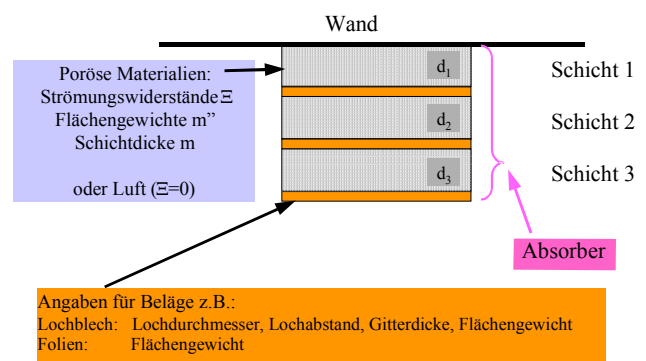 Wand
Poröse Materialien:
Strömungswiderstände Ξ
Flächengewichte m”
Schichtdicke m
oder Luft (Ξ=0)
d1
Schicht 1
d2
Schicht 2
d3
Schicht 3
Absorber
Angaben für Beläge z.B.:
Lochblech: Lochdurchmesser, Lochabstand, Gitterdicke, Flächengewicht
Folien: Flächengewicht